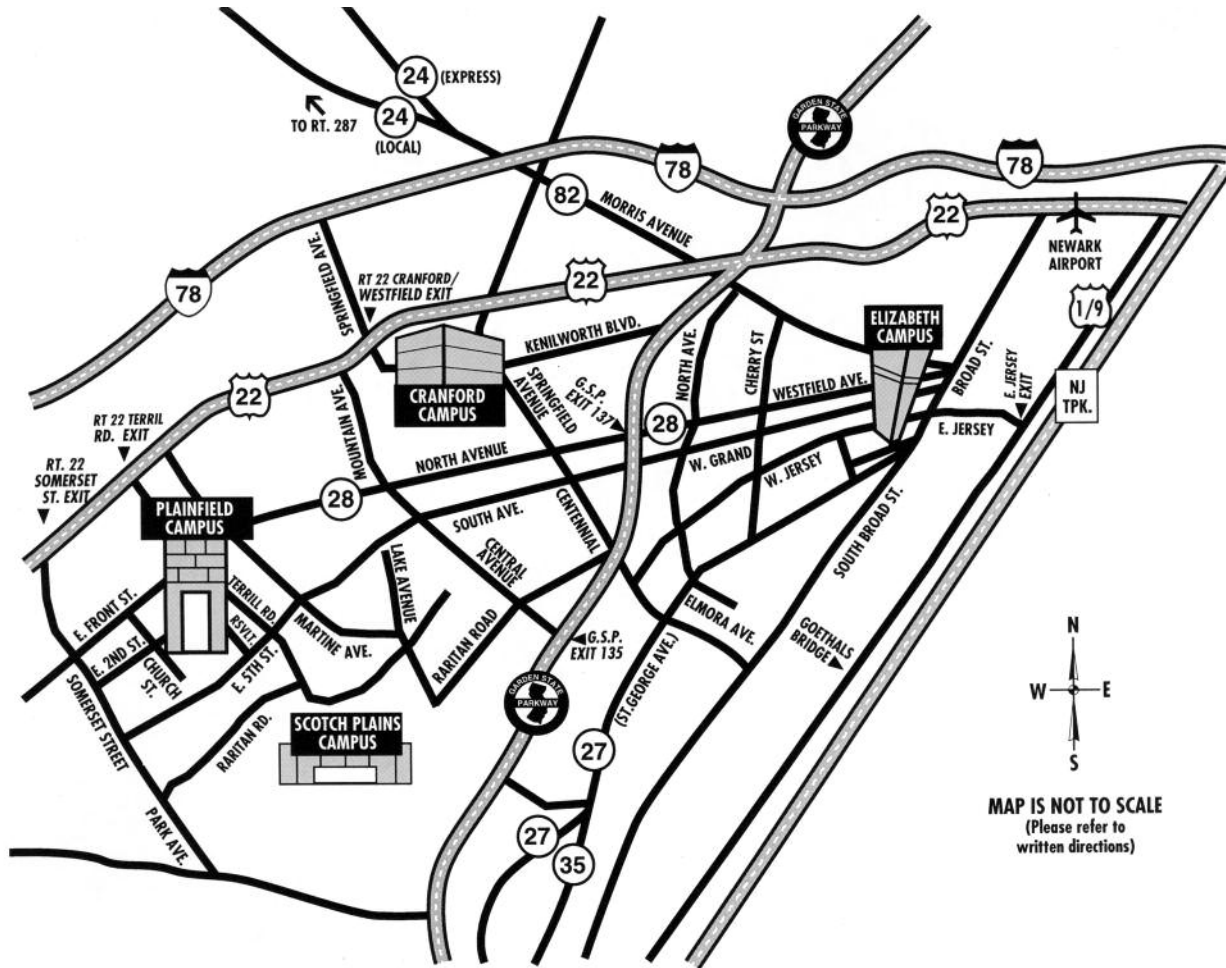 24
(EXPRESS)
TO RT. 287
24
(LOCAL)
GARDEN STATE
PARKWAY
78
78
82
MORRIS AVENUE
22
NEWARK
AIRPORT
78
SPRINGFIELD AVE.
RT 22 CRANFORD/
WESTFIELD EXIT
22
1/9
ELIZABETH
CAMPUS
KENILWORTH BLVD.
CRANFORD
CAMPUS
SPRINGFIELD
AVENUE
G.S.P.
EXIT 137
NORTH AVE.
CHERRY ST
WESTFIELD AVE.
BROAD ST.
E. JERSEY
EXIT
NJ
TPK.
22
RT 22 TERRIL
RD. EXIT
MOUNTAIN AVE.
28
E. JERSEY
RT. 22
SOMERSET
ST. EXIT
NORTH AVENUE
W. GRAND
W. JERSEY
28
PLAINFIELD
CAMPUS
SOUTH AVE.
CENTENNIAL
SOUTH BROAD ST.
LAKE AVENUE
CENTRAL
AVENUE
E. FRONT ST.
TERRILL RD.
RSVLT.
E. 2ND ST.
CHURCH
ST.
E. 5TH ST.
MARTINE AVE.
RARITAN ROAD
G.S.P.
EXIT 135
ELMORA AVE.
GOETHALS
BRIDGE
N
W
E
S
SOMERSET STREET
RARITAN RD.
SCOTCH PLAINS
CAMPUS
GARDEN STATE
PARKWAY
(ST.GEORGE AVE.)
27
PARK AVE.
27
35
MAP IS NOT TO SCALE
(Please refer to
written directions)